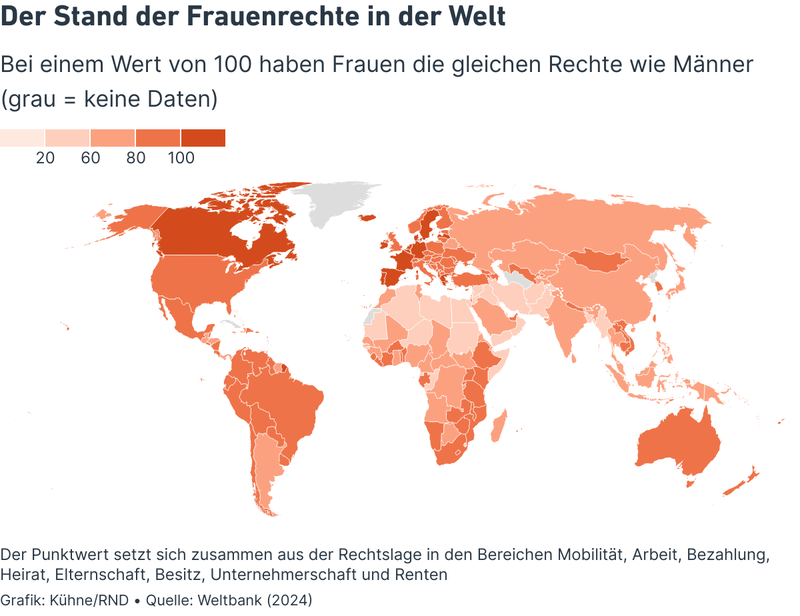 Der Stand der Frauenrechte in der Welt
Bei einem Wert von 100 haben Frauen die gleichen Rechte wie Männer
(grau = keine Daten)
20 60 80 100
Der Punktwert setzt sich zusammen aus der Rechtslage in den Bereichen Mobilität, Arbeit, Bezahlung,
Heirat, Elternschaft, Besitz, Unternehmerschaft und Renten
Grafik: Kühne/RND • Quelle: Weltbank (2024)